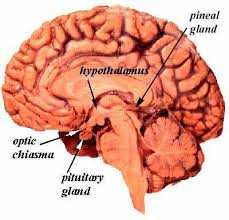 pineal
gland
hypothalamus
optic
chiasma
pituitary
gland